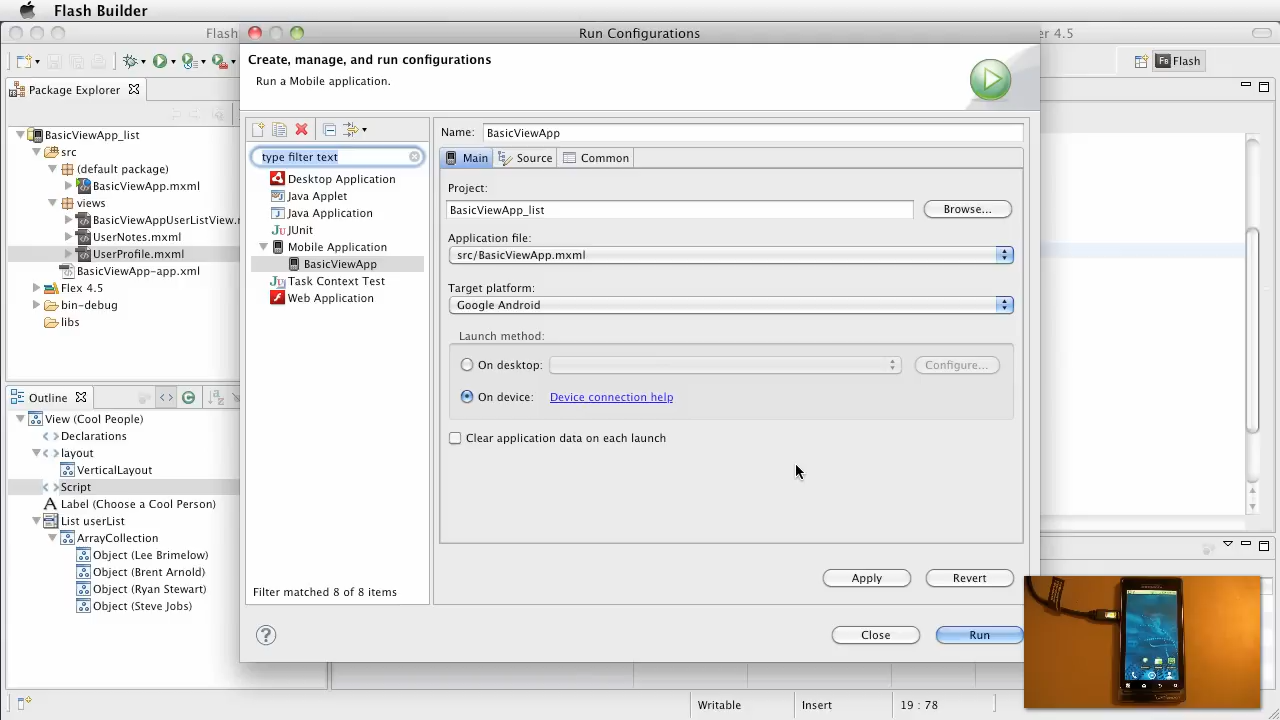 Flash Builder
Flash
er 4.5
Run Configurations
Create, manage, and run configurations
Run a Mobile application.
Flash
Package Explorer
BasicViewApp_list
src
(default package)
BasicViewApp.mxml
views
BasicViewAppUserListView.m
UserNotes.mxml
UserProfile.mxml
BasicViewApp-app.xml
Flex 4.5
bin-debug
libs
Outline
View (Cool People)
Declarations
layout
VerticalLayout
Script
Label (Choose a Cool Person)
List userList
ArrayCollection
Object (Lee Brimelow)
Object (Brent Arnold)
Object (Ryan Stewart)
Object (Steve Jobs)
type filter text
Desktop Application
Java Applet
Java Application
JUnit
Mobile Application
BasicViewApp
Task Context Test
Web Application
Filter matched 8 of 8 items
Name: BasicViewApp
Main Source Common
Project:
BasicViewApp_list Browse...
Application file:
src/BasicViewApp.mxml
Target platform:
Google Android
Launch method:
On desktop: Configure...
On device: Device connection help
Clear application data on each launch
Apply Revert
Close Run
Writable Insert 19 : 78